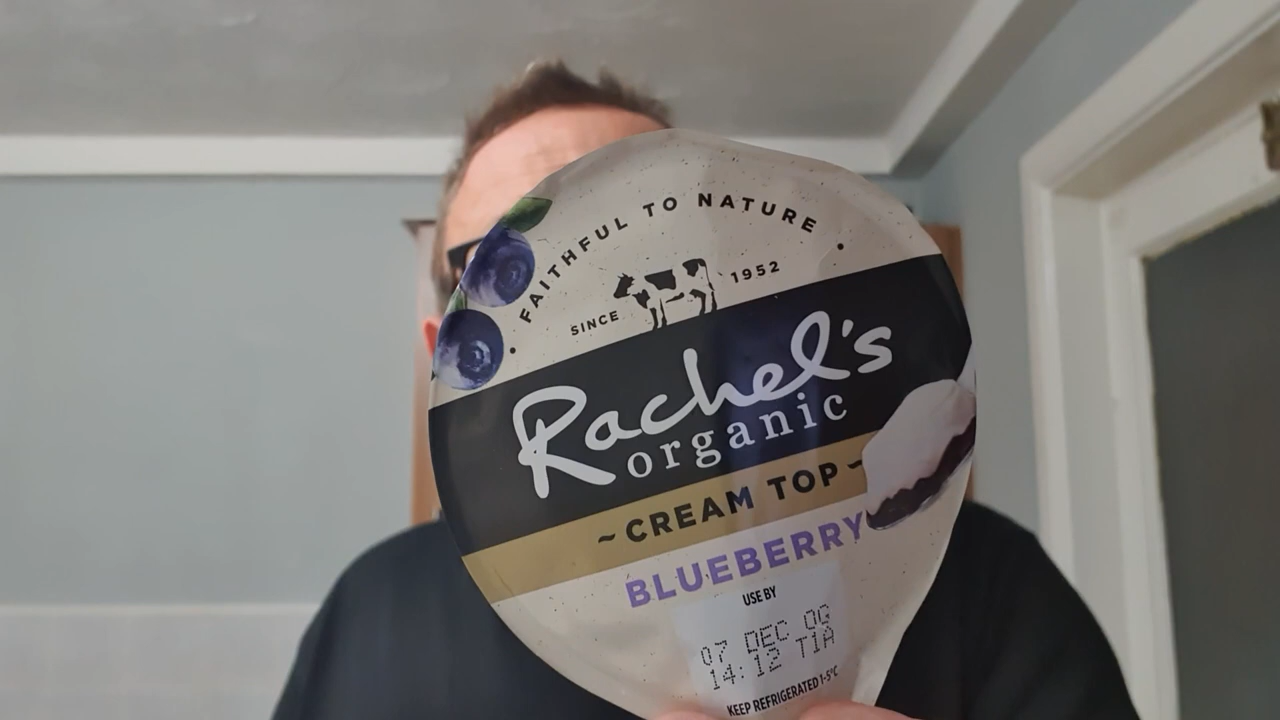 FAITHFUL TO NATURE
SINCE 1952
Rachel's
organic
~CREAM TOP~
BLUEBERRY
USE BY
07 DEC OG
14:12 T1A
KEEP REFRIGERATED 1-5°C